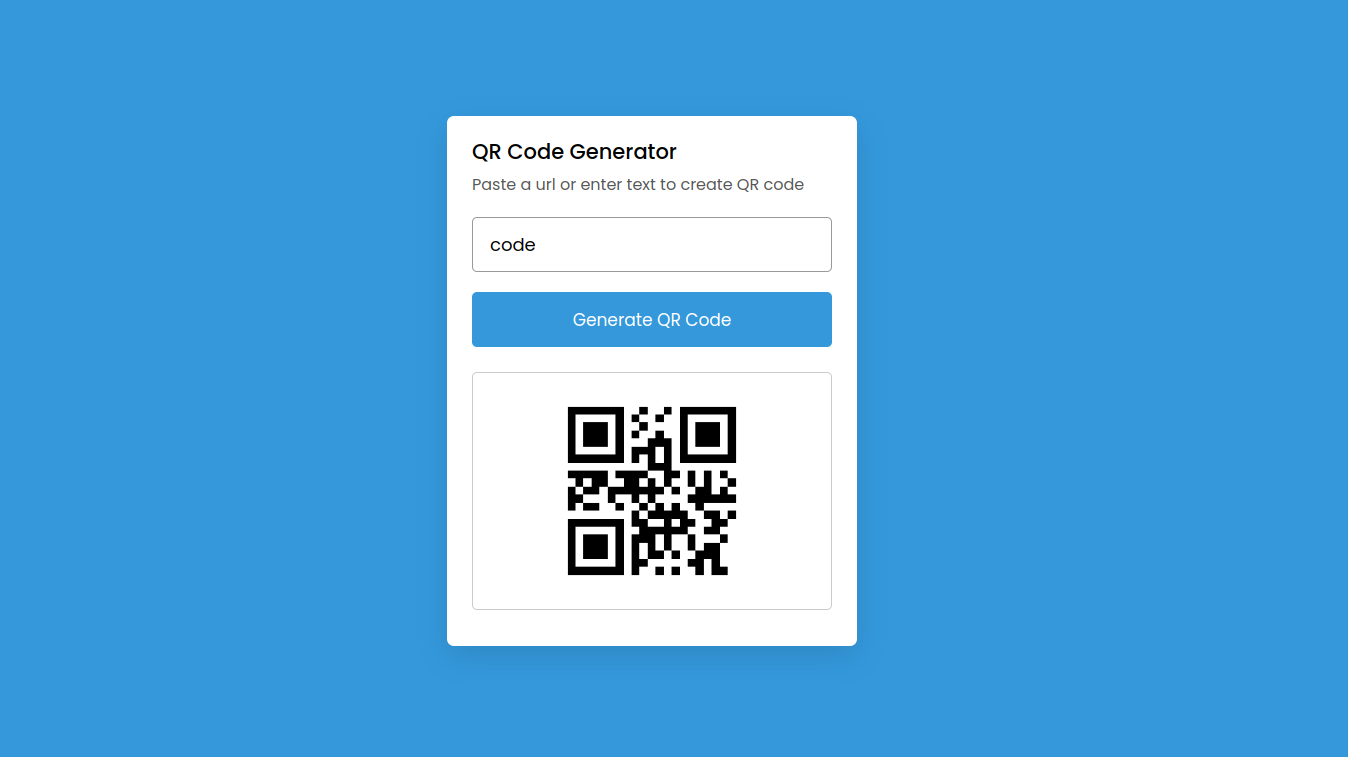 QR Code Generator
Paste a url or enter text to create QR code
code
Generate QR Code